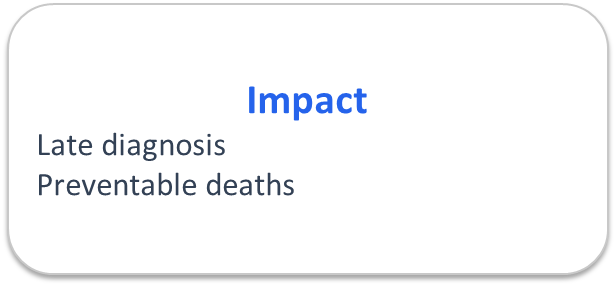 Impact
Late diagnosis
Preventable deaths